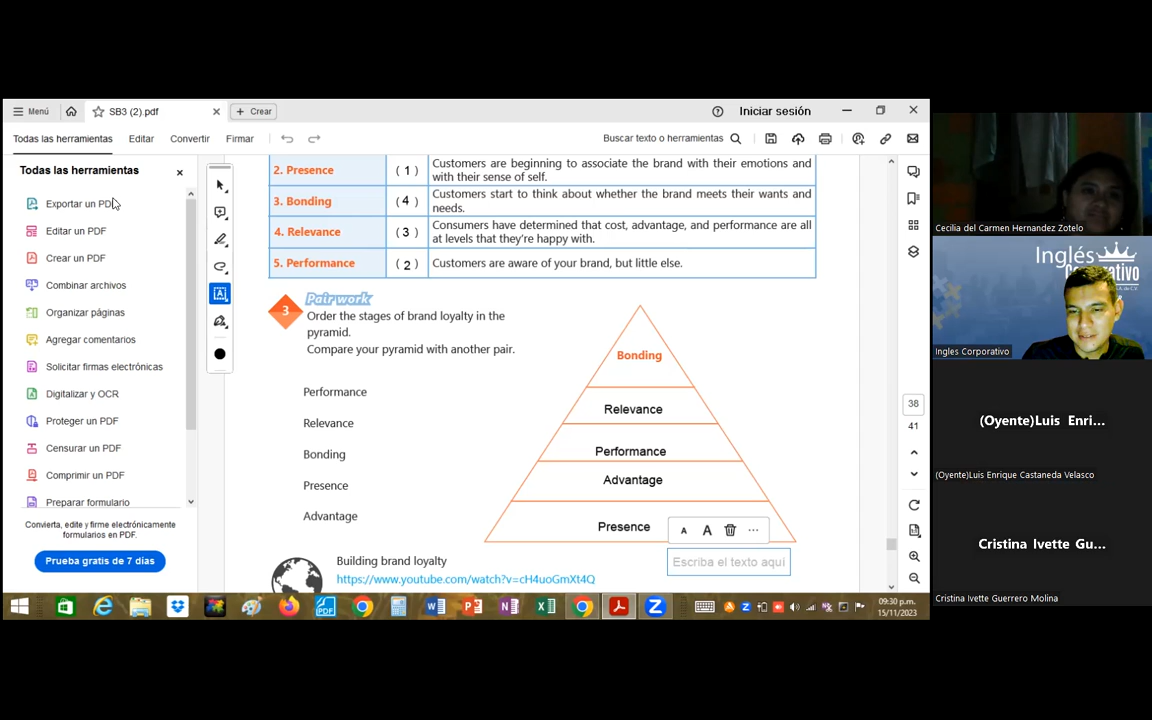 Menú
SB3 (2).pdf
Crear
Iniciar sesión
Todas las herramientas
Editar
Convertir
Firmar
Buscar texto o herramientas
Todas las herramientas
Exportar un PDF
Editar un PDF
Crear un PDF
Combinar archivos
Organizar páginas
Agregar comentarios
Solicitar firmas electrónicas
Digitalizar y OCR
Proteger un PDF
Censurar un PDF
Comprimir un PDF
Preparar formulario
Convierta, edite y firme electrónicamente
formularios en PDF.
Prueba gratis de 7 días
2. Presence ( 1 ) Customers are beginning to associate the brand with their emotions and
with their sense of self.
3. Bonding ( 4 ) Customers start to think about whether the brand meets their wants and
needs.
4. Relevance ( 3 ) Consumers have determined that cost, advantage, and performance are all
at levels that they're happy with.
5. Performance ( 2 ) Customers are aware of your brand, but little else.
3
Pair work
Order the stages of brand loyalty in the
pyramid.
Compare your pyramid with another pair.
Performance
Relevance
Bonding
Presence
Advantage
Bonding
Relevance
Performance
Advantage
Presence
A A ...
Escriba el texto aquí
Building brand loyalty
https://www.youtube.com/watch?v=cH4uoGmXt4Q
38
41
09:30 p.m.
15/11/2023
Cecilia del Carmen Hernandez Zotelo
Inglés
Corporativo
Ingles Corporativo
(Oyente)Luis Enri...
(Oyente)Luis Enrique Castaneda Velasco
Cristina Ivette Gu...
Cristina Ivette Guerrero Molina